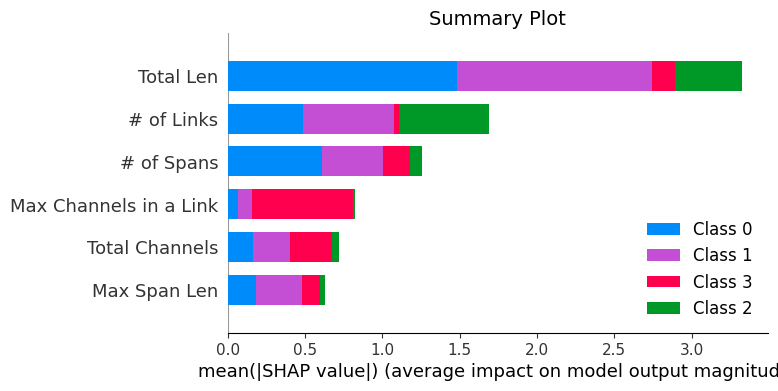 Summary Plot
Total Len
# of Links
# of Spans
Max Channels in a Link
Total Channels
Max Span Len
Class 0
Class 1
Class 3
Class 2
0.0 0.5 1.0 1.5 2.0 2.5 3.0
mean(|SHAP value|) (average impact on model output magnitud